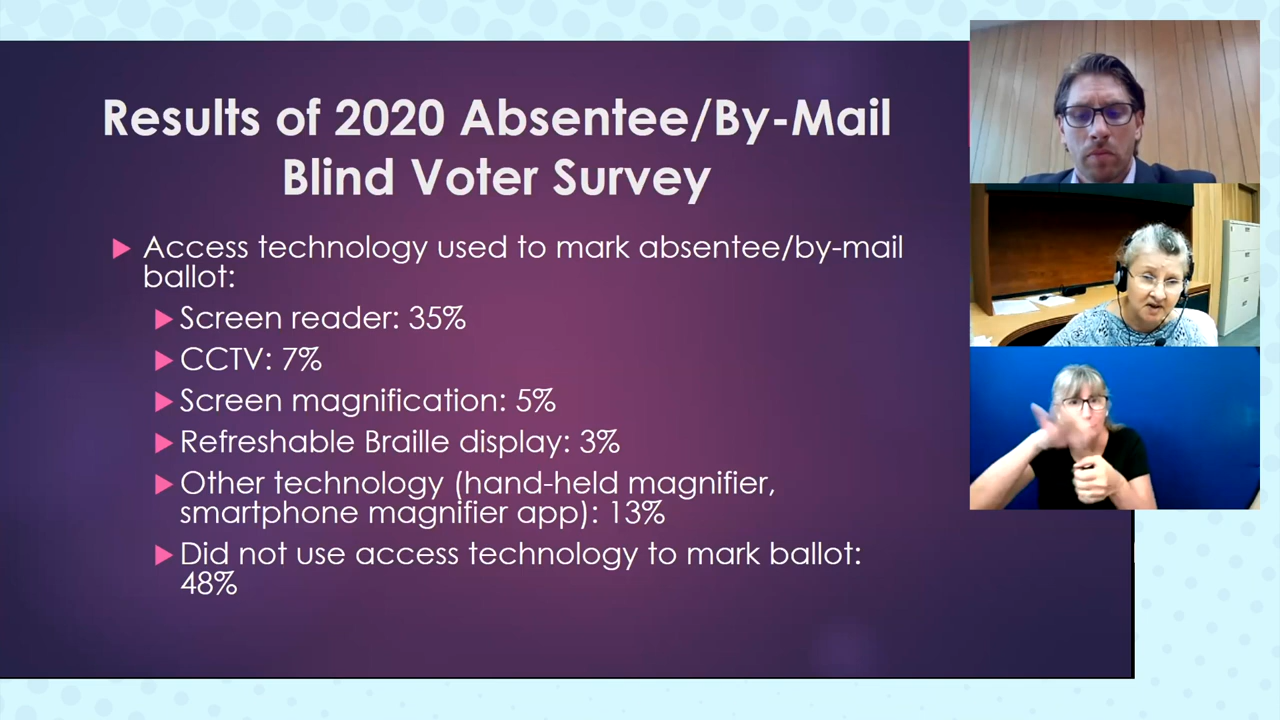 Results of 2020 Absentee/By-Mail
Blind Voter Survey
Access technology used to mark absentee/by-mail
ballot:
Screen reader: 35%
CCTV: 7%
Screen magnification: 5%
Refreshable Braille display: 3%
Other technology (hand-held magnifier,
smartphone magnifier app): 13%
Did not use access technology to mark ballot:
48%